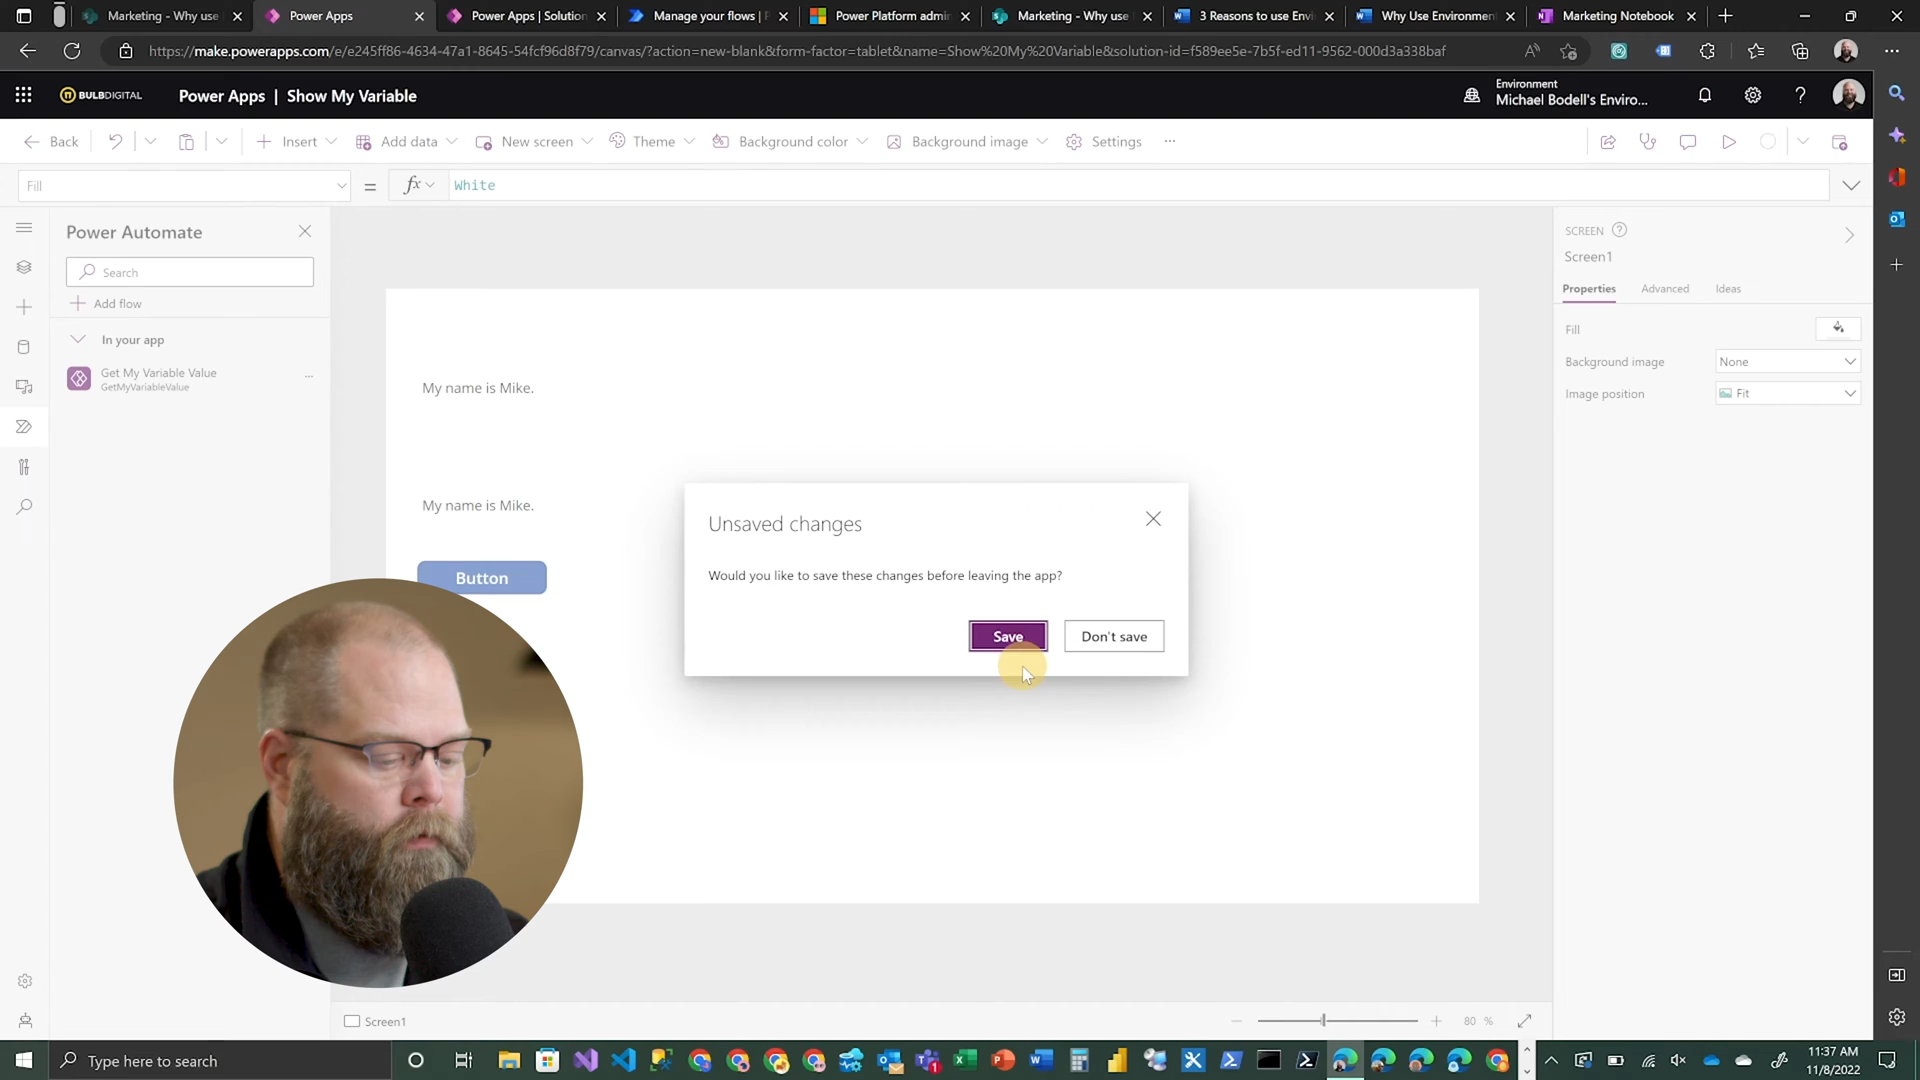 Marketing - Why use
Power Apps
Power Apps | Solution
Manage your flows | P
Power Platform admin
Marketing - Why use
3 Reasons to use Envi
Why Use Environmen
Marketing Notebook
https://make.powerapps.com/e/e245ff86-4634-47a1-8645-54fcf96d8f79/canvas/?action=new-blank&form-factor=tablet&name=Show%20My%20Variable&solution-id=f589ee5e-7b5f-ed11-9562-000d3a338baf
BULBDIGITAL
Power Apps | Show My Variable
Environment
Michael Bodell's Enviro...
Back
Insert
Add data
New screen
Theme
Background color
Background image
Settings
Fill
=
fx
White
Power Automate
Search
Add flow
In your app
Get My Variable Value
GetMyVariableValue
My name is Mike.
My name is Mike.
Button
Unsaved changes
Would you like to save these changes before leaving the app?
Save
Don't save
SCREEN
Screen1
Properties
Advanced
Ideas
Fill
Background image
None
Image position
Fit
Screen1
80 %
Type here to search
11:37 AM
11/8/2022